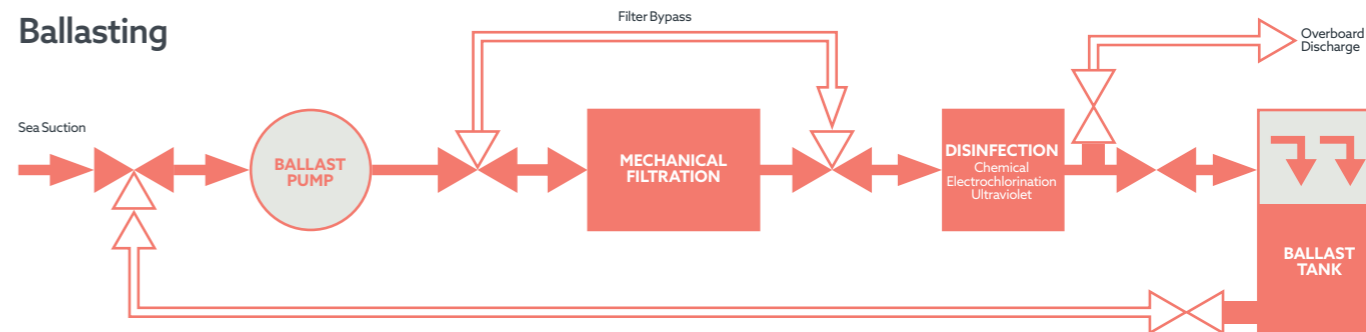 Ballasting
Filter Bypass
Overboard
Discharge
Sea Suction
BALLAST
PUMP
MECHANICAL
FILTRATION
DISINFECTION
Chemical
Electrochlorination
Ultraviolet
BALLAST
TANK